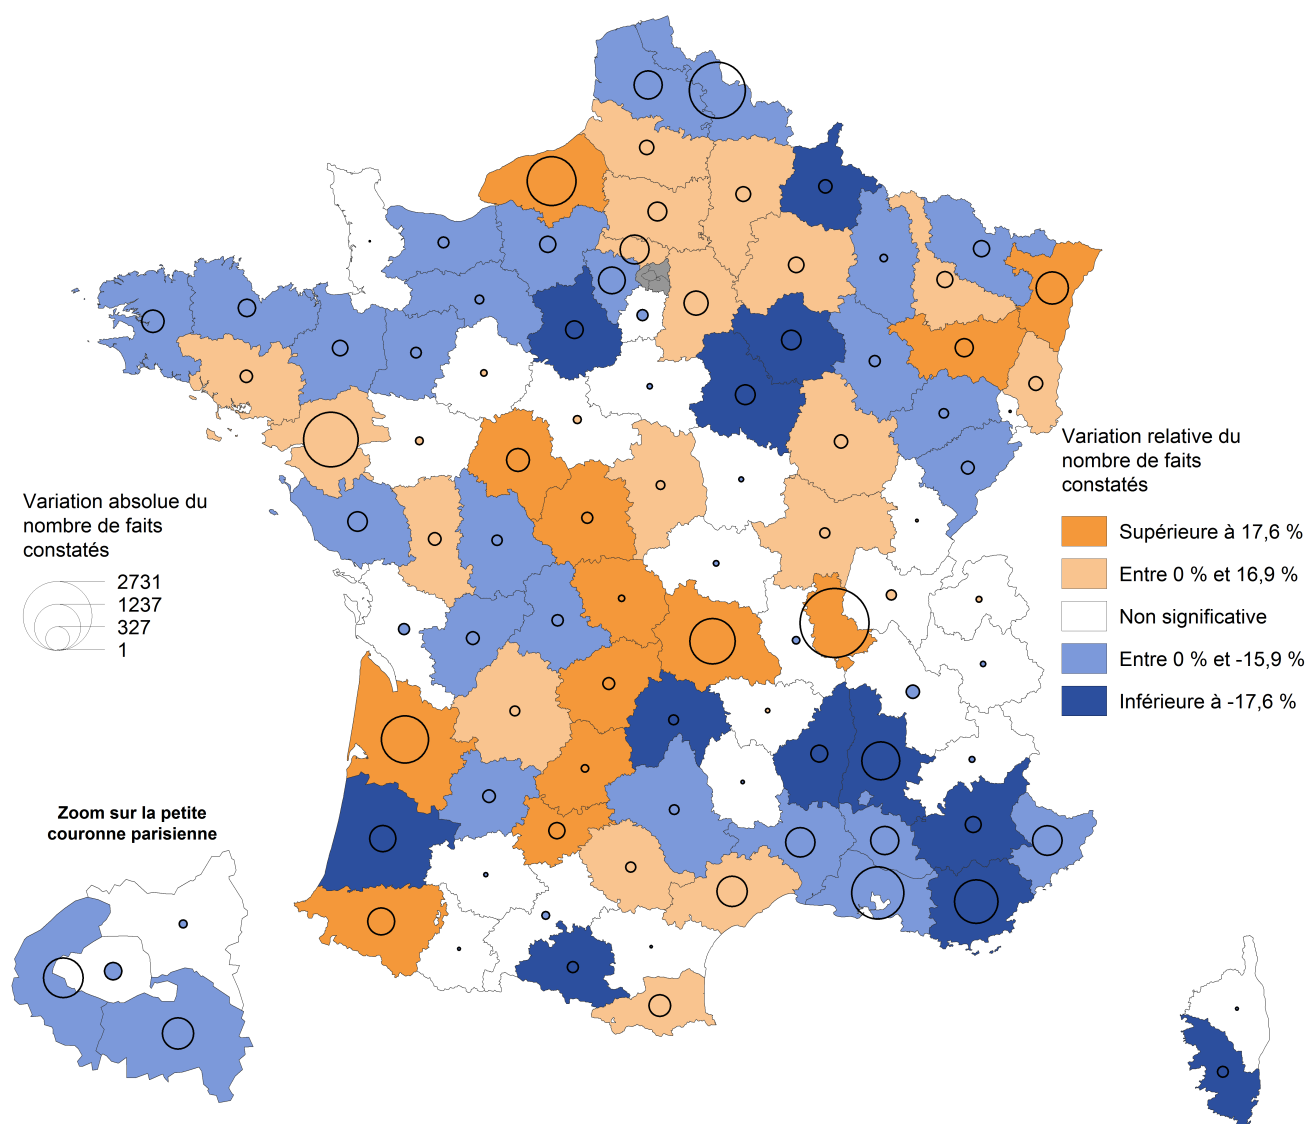 Variation relative du
nombre de faits
constatés
Supérieure à 17,6 %
Entre 0 % et 16,9 %
Non significative
Entre 0 % et -15,9 %
Inférieure à -17,6 %
Variation absolue du
nombre de faits
constatés
2731
1237
327
1
Zoom sur la petite
couronne parisienne